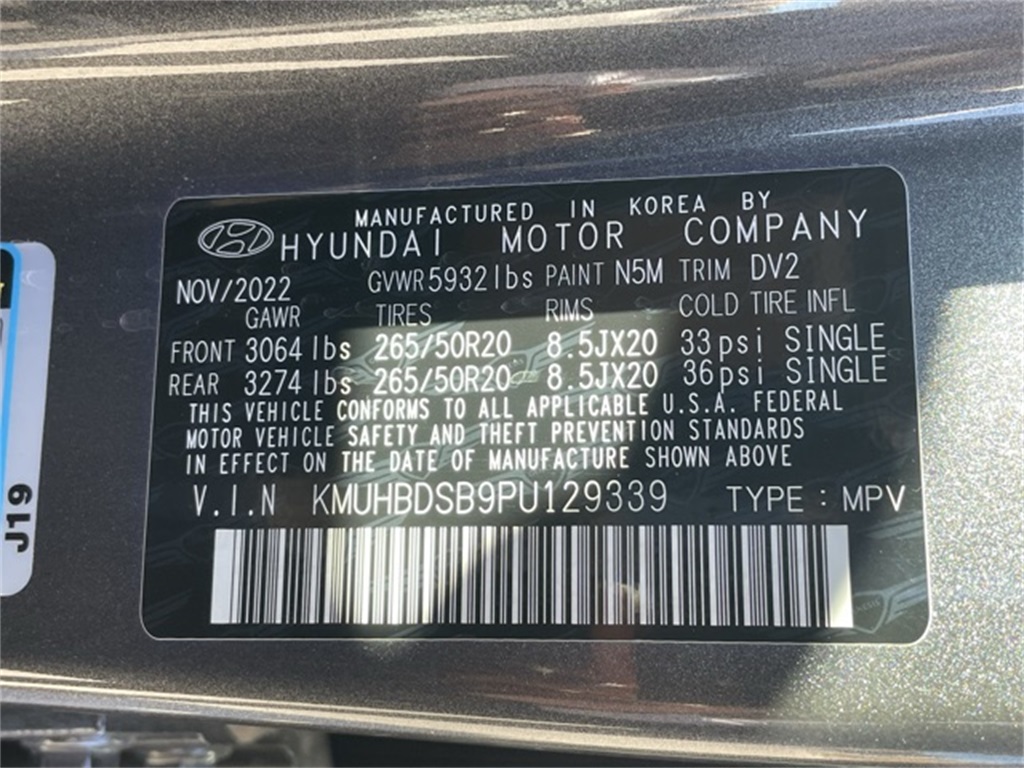 MANUFACTURED IN KOREA BY
HYUNDAI MOTOR COMPANY
NOV/2022 GVWR 5932 lbs PAINT N5M TRIM DV2
GAWR TIRES RIMS COLD TIRE INFL
FRONT 3064 lbs 265/50R20 8.5JX20 33 psi SINGLE
REAR 3274 lbs 265/50R20 8.5JX20 36 psi SINGLE
THIS VEHICLE CONFORMS TO ALL APPLICABLE U.S.A. FEDERAL
MOTOR VEHICLE SAFETY AND THEFT PREVENTION STANDARDS
IN EFFECT ON THE DATE OF MANUFACTURE SHOWN ABOVE
V.I.N KMUHBDSB9PU129339 TYPE : MPV
J19